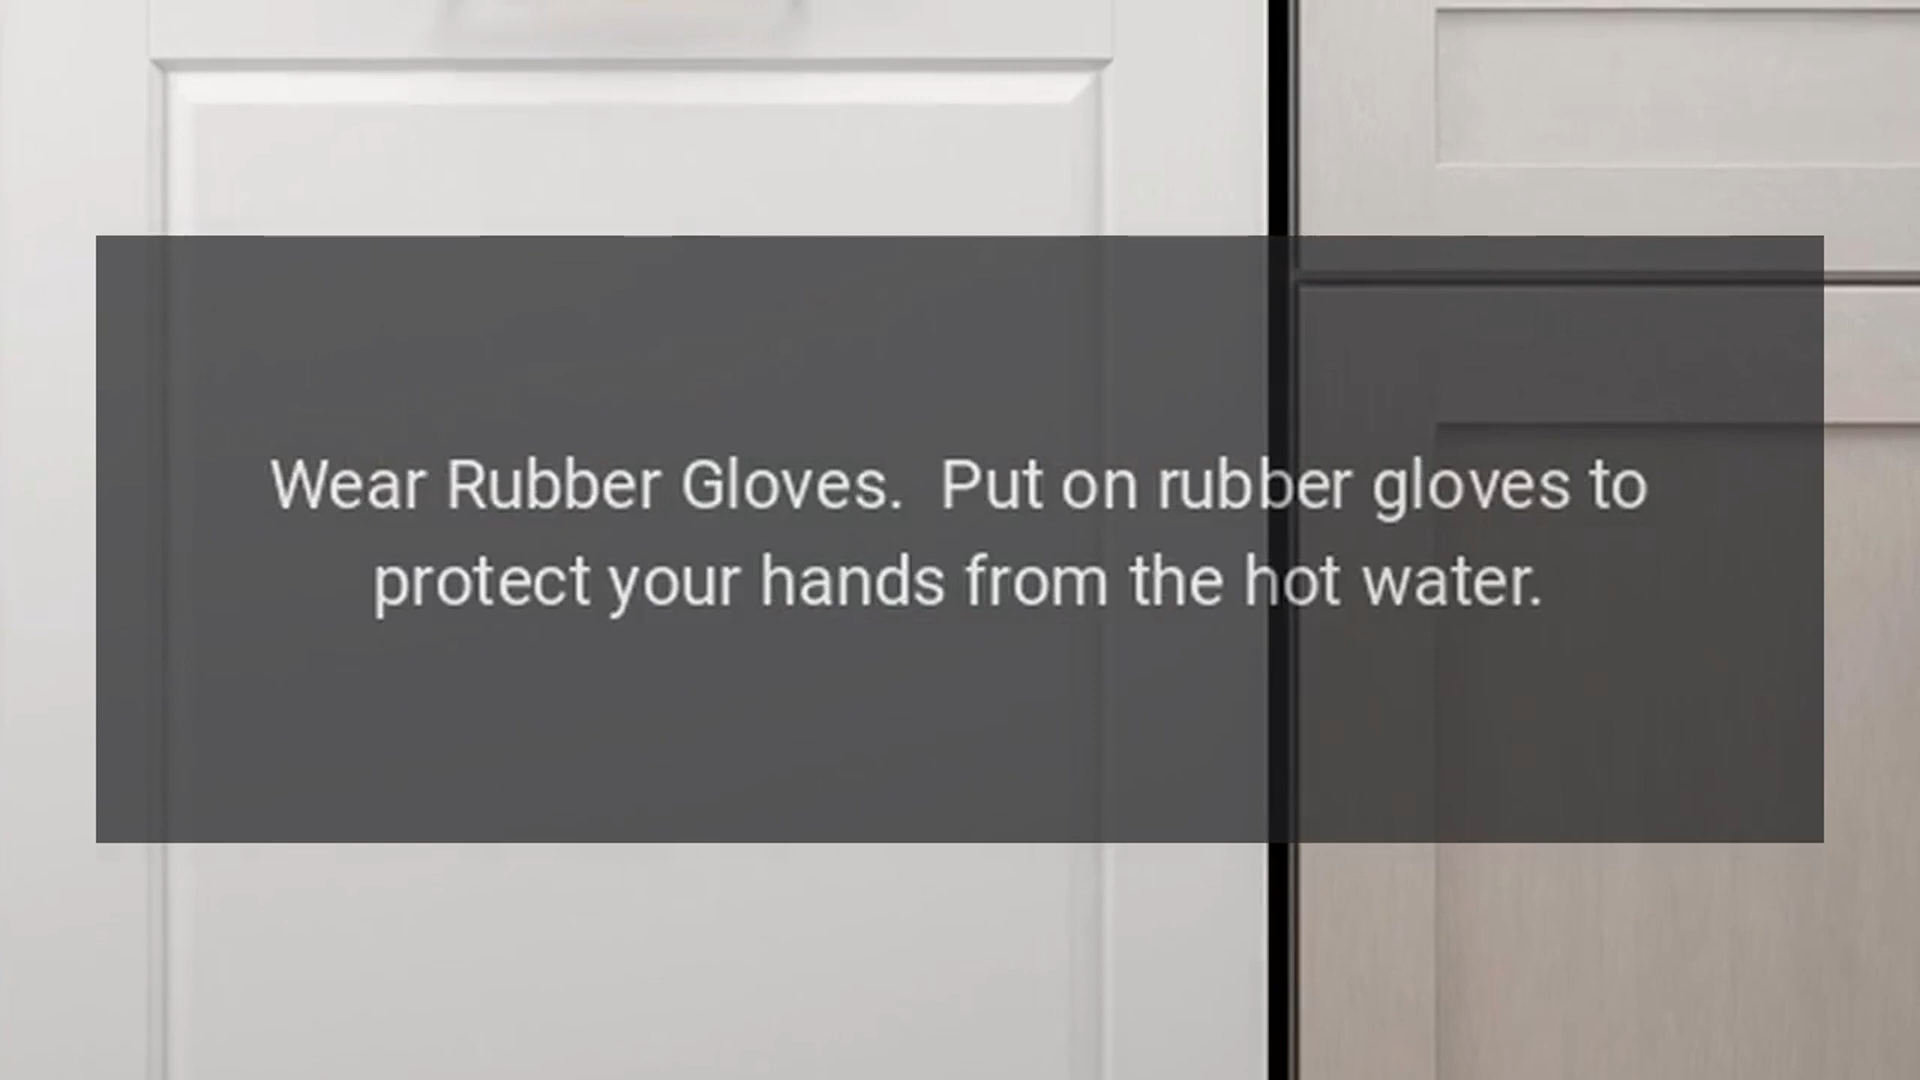 Wear Rubber Gloves.  Put on rubber gloves to
protect your hands from the hot water.